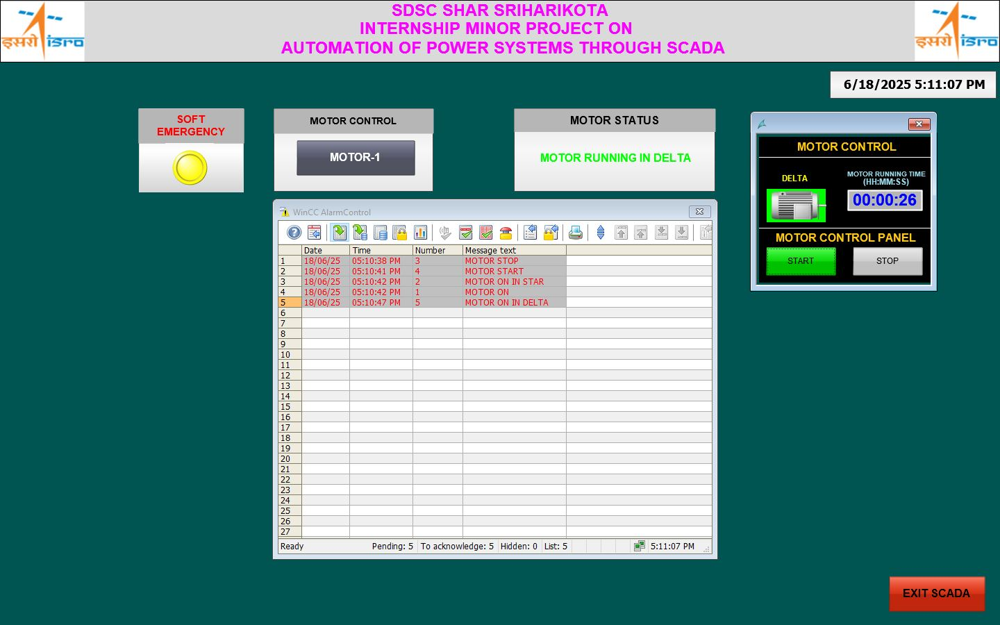 SDSC SHAR SRIHARIKOTA
INTERNSHIP MINOR PROJECT ON
AUTOMATION OF POWER SYSTEMS THROUGH SCADA
इसरो isro
इसरो isro
6/18/2025 5:11:07 PM
SOFT
EMERGENCY
MOTOR CONTROL
MOTOR-1
MOTOR STATUS
MOTOR RUNNING IN DELTA
MOTOR CONTROL
DELTA
MOTOR RUNNING TIME
(HH:MM:SS)
00:00:26
MOTOR CONTROL PANEL
START STOP
WinCC AlarmControl
Date Time Number Message text
1 18/06/25 05:10:38 PM 3 MOTOR STOP
2 18/06/25 05:10:41 PM 4 MOTOR START
3 18/06/25 05:10:42 PM 2 MOTOR ON IN STAR
4 18/06/25 05:10:42 PM 1 MOTOR ON
5 18/06/25 05:10:47 PM 5 MOTOR ON IN DELTA
6
7
8
9
10
11
12
13
14
15
16
17
18
19
20
21
22
23
24
25
26
27
Ready Pending: 5 To acknowledge: 5 Hidden: 0 List: 5 5:11:07 PM
EXIT SCADA